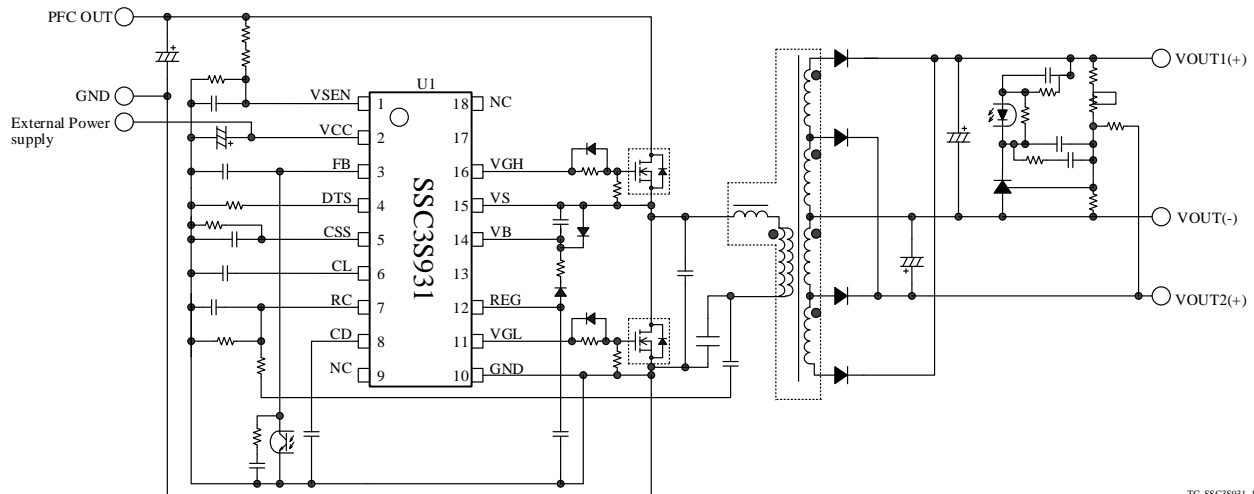 PFC OUT
VOUT1(+)
U1
GND
VSEN
1
18
NC
External Power
supply
VCC
2
17
FB
3
16
VGH
DTS
4
15
VS
VOUT(-)
CSS
5
14
VB
CL
6
13
RC
7
12
REG
VOUT2(+)
CD
8
11
VGL
NC
9
10
GND
SSC3S931
TC_SSC3S931_1